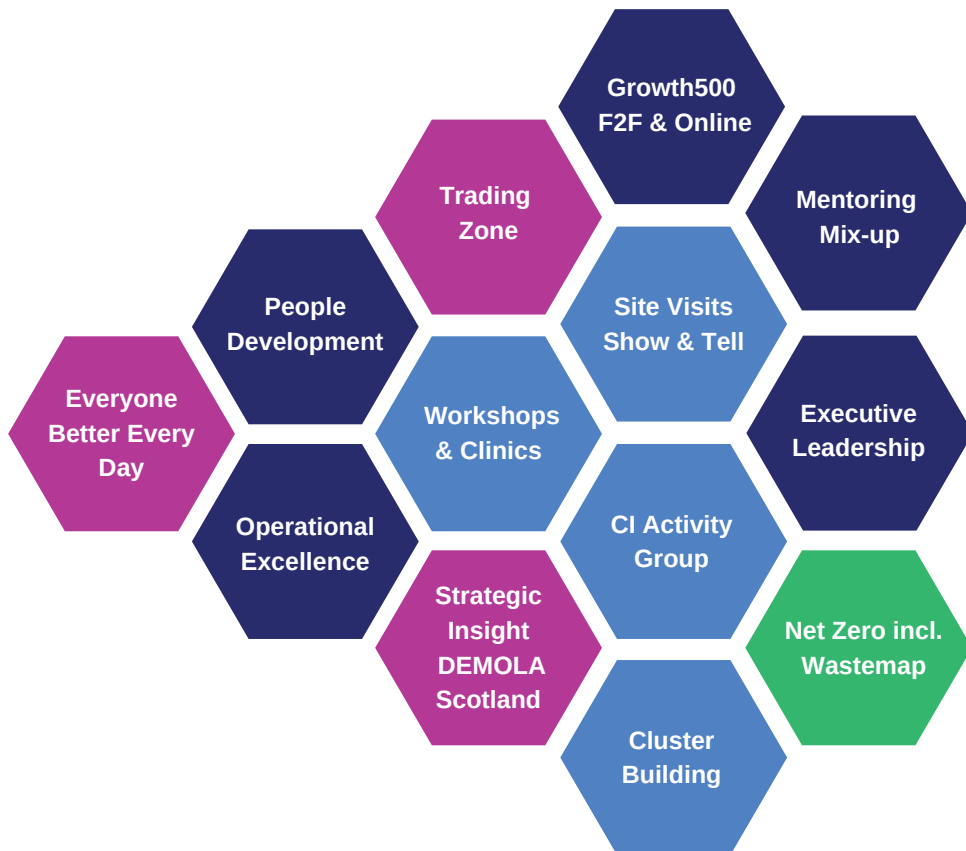 Growth500
F2F & Online
Trading
Zone
Mentoring
Mix-up
People
Development
Site Visits
Show & Tell
Everyone
Better Every
Day
Workshops
& Clinics
Executive
Leadership
Operational
Excellence
CI Activity
Group
Strategic
Insight
DEMOLA
Scotland
Net Zero incl.
Wastemap
Cluster
Building